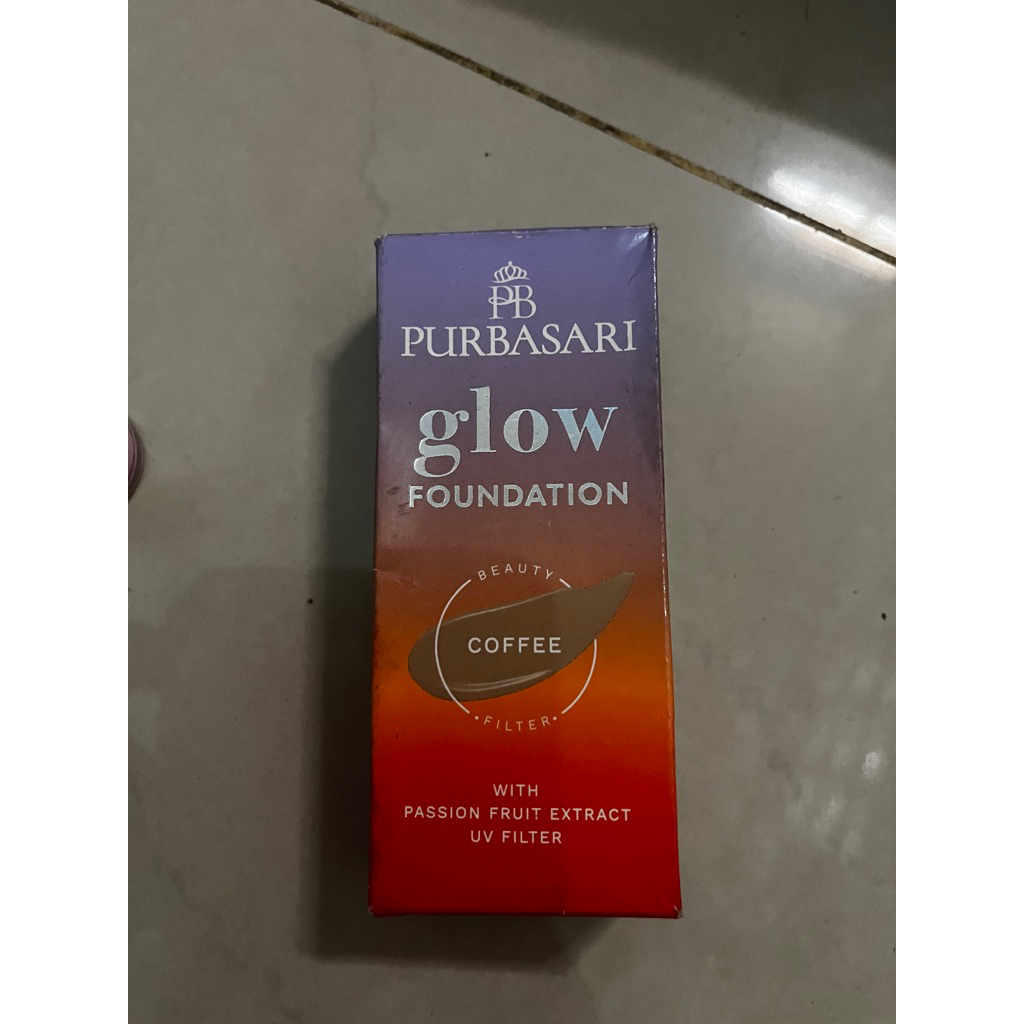 PB
PURBASARI
glow
FOUNDATION
BEAUTY
COFFEE
FILTER
WITH
PASSION FRUIT EXTRACT
UV FILTER